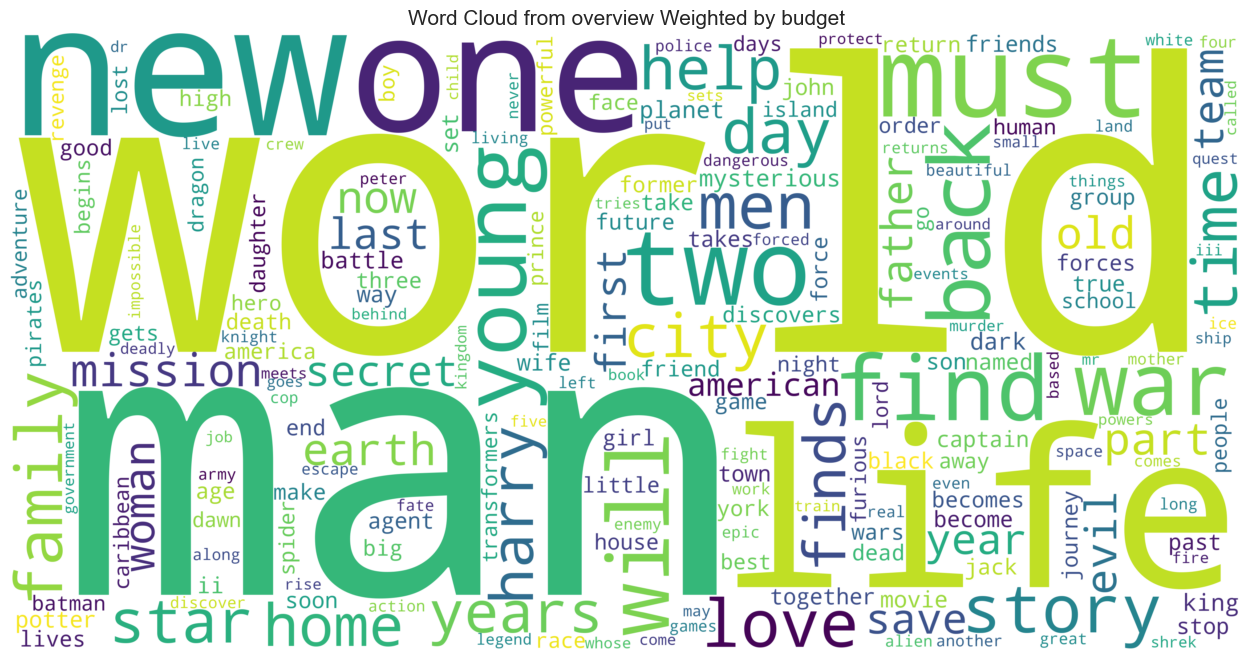 Word Cloud from overview Weighted by budget
new
one
world
man
life
must
help
day
two
men
young
now
last
back
father
time
team
city
find
war
family
mission
secret
love
story
star
home
years
year
will
harry
earth
woman
finds
evil
part
save
american
first
old
dr
lost
revenge
high
boy
set
child
never
powerful
police
days
protect
return
friends
white
four
called
sets
face
planet
island
john
put
order
human
small
land
good
live
crew
living
dangerous
returns
beautiful
quest
begins
dragon
daughter
peter
former
mysterious
tries
take
future
takes
forced
go
around
events
things
group
forces
true
school
iii
adventure
impossible
battle
three
way
behind
prince
film
force
discovers
pirates
hero
death
gets
knight
deadly
america
meets
goes
cop
kingdom
wife
friend
left
book
night
game
dark
murder
son
named
lord
mr
mother
based
ice
ship
government
caribbean
job
army
age
dawn
along
end
escape
make
spider
fate
agent
big
transformers
five
girl
little
enemy
house
fight
town
work
york
epic
best
train
furious
black
real
wars
dead
captain
away
even
becomes
become
jack
space
powers
comes
journey
long
past
fire
people
batman
potter
lives
ii
discover
rise
soon
action
legend
race
whose
come
may
games
together
movie
alien
another
great
king
stop
shrek